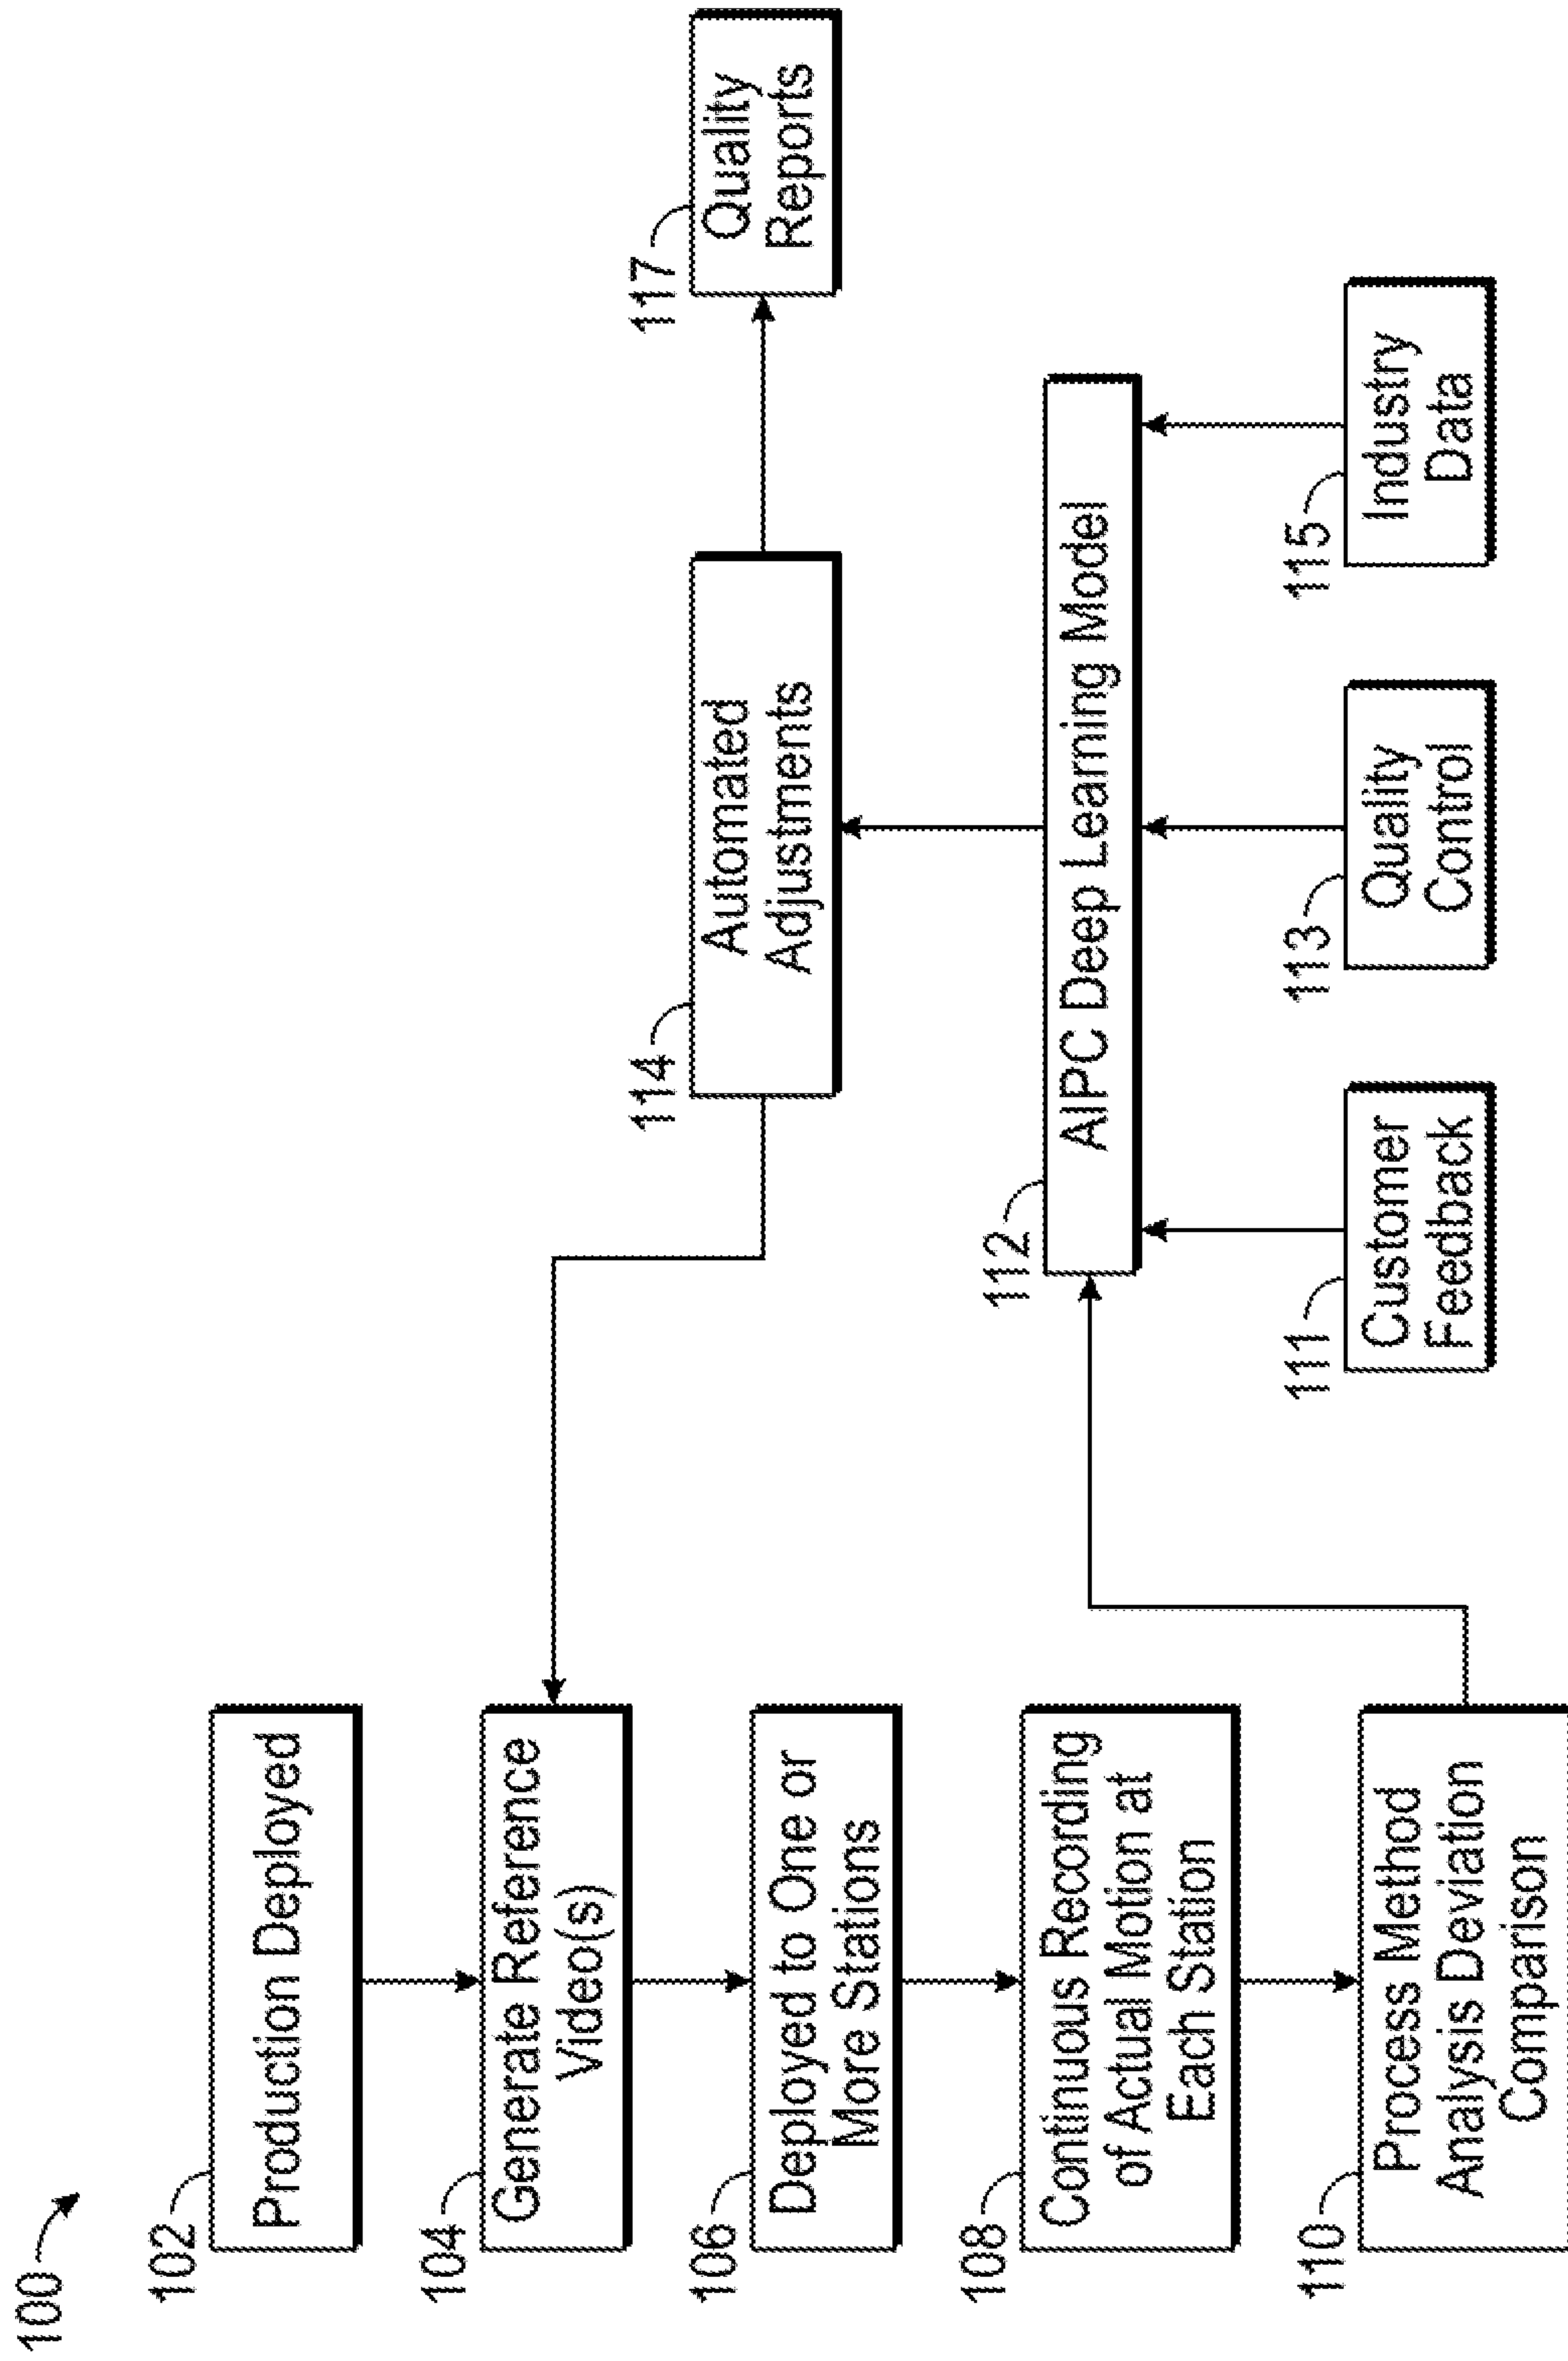 100
102
Production Deployed
104
Generate Reference
Video(s)
106
Deployed to One or
More Stations
108
Continuous Recording
of Actual Motion at
Each Station
110
Process Method
Analysis Deviation
Comparison
114
Automated
Adjustments
117
Quality
Reports
112
AIPC Deep Learning Model
111
Customer
Feedback
113
Quality
Control
115
Industry
Data